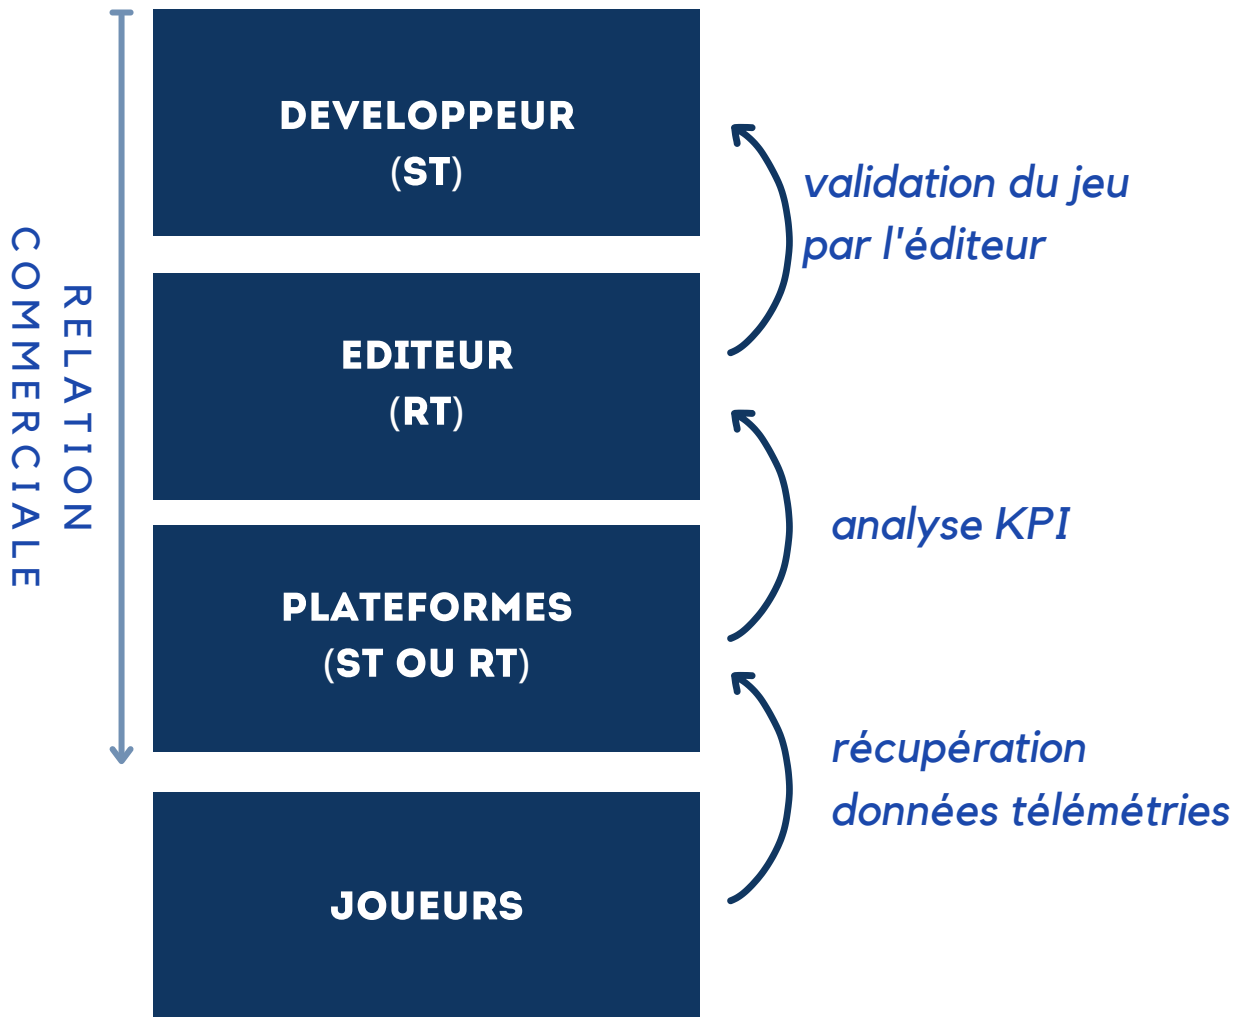 RELATION
COMMERCIALE
DEVELOPPEUR
(ST)
validation du jeu
par l'éditeur
EDITEUR
(RT)
analyse KPI
PLATEFORMES
(ST OU RT)
récupération
données télémétries
JOUEURS